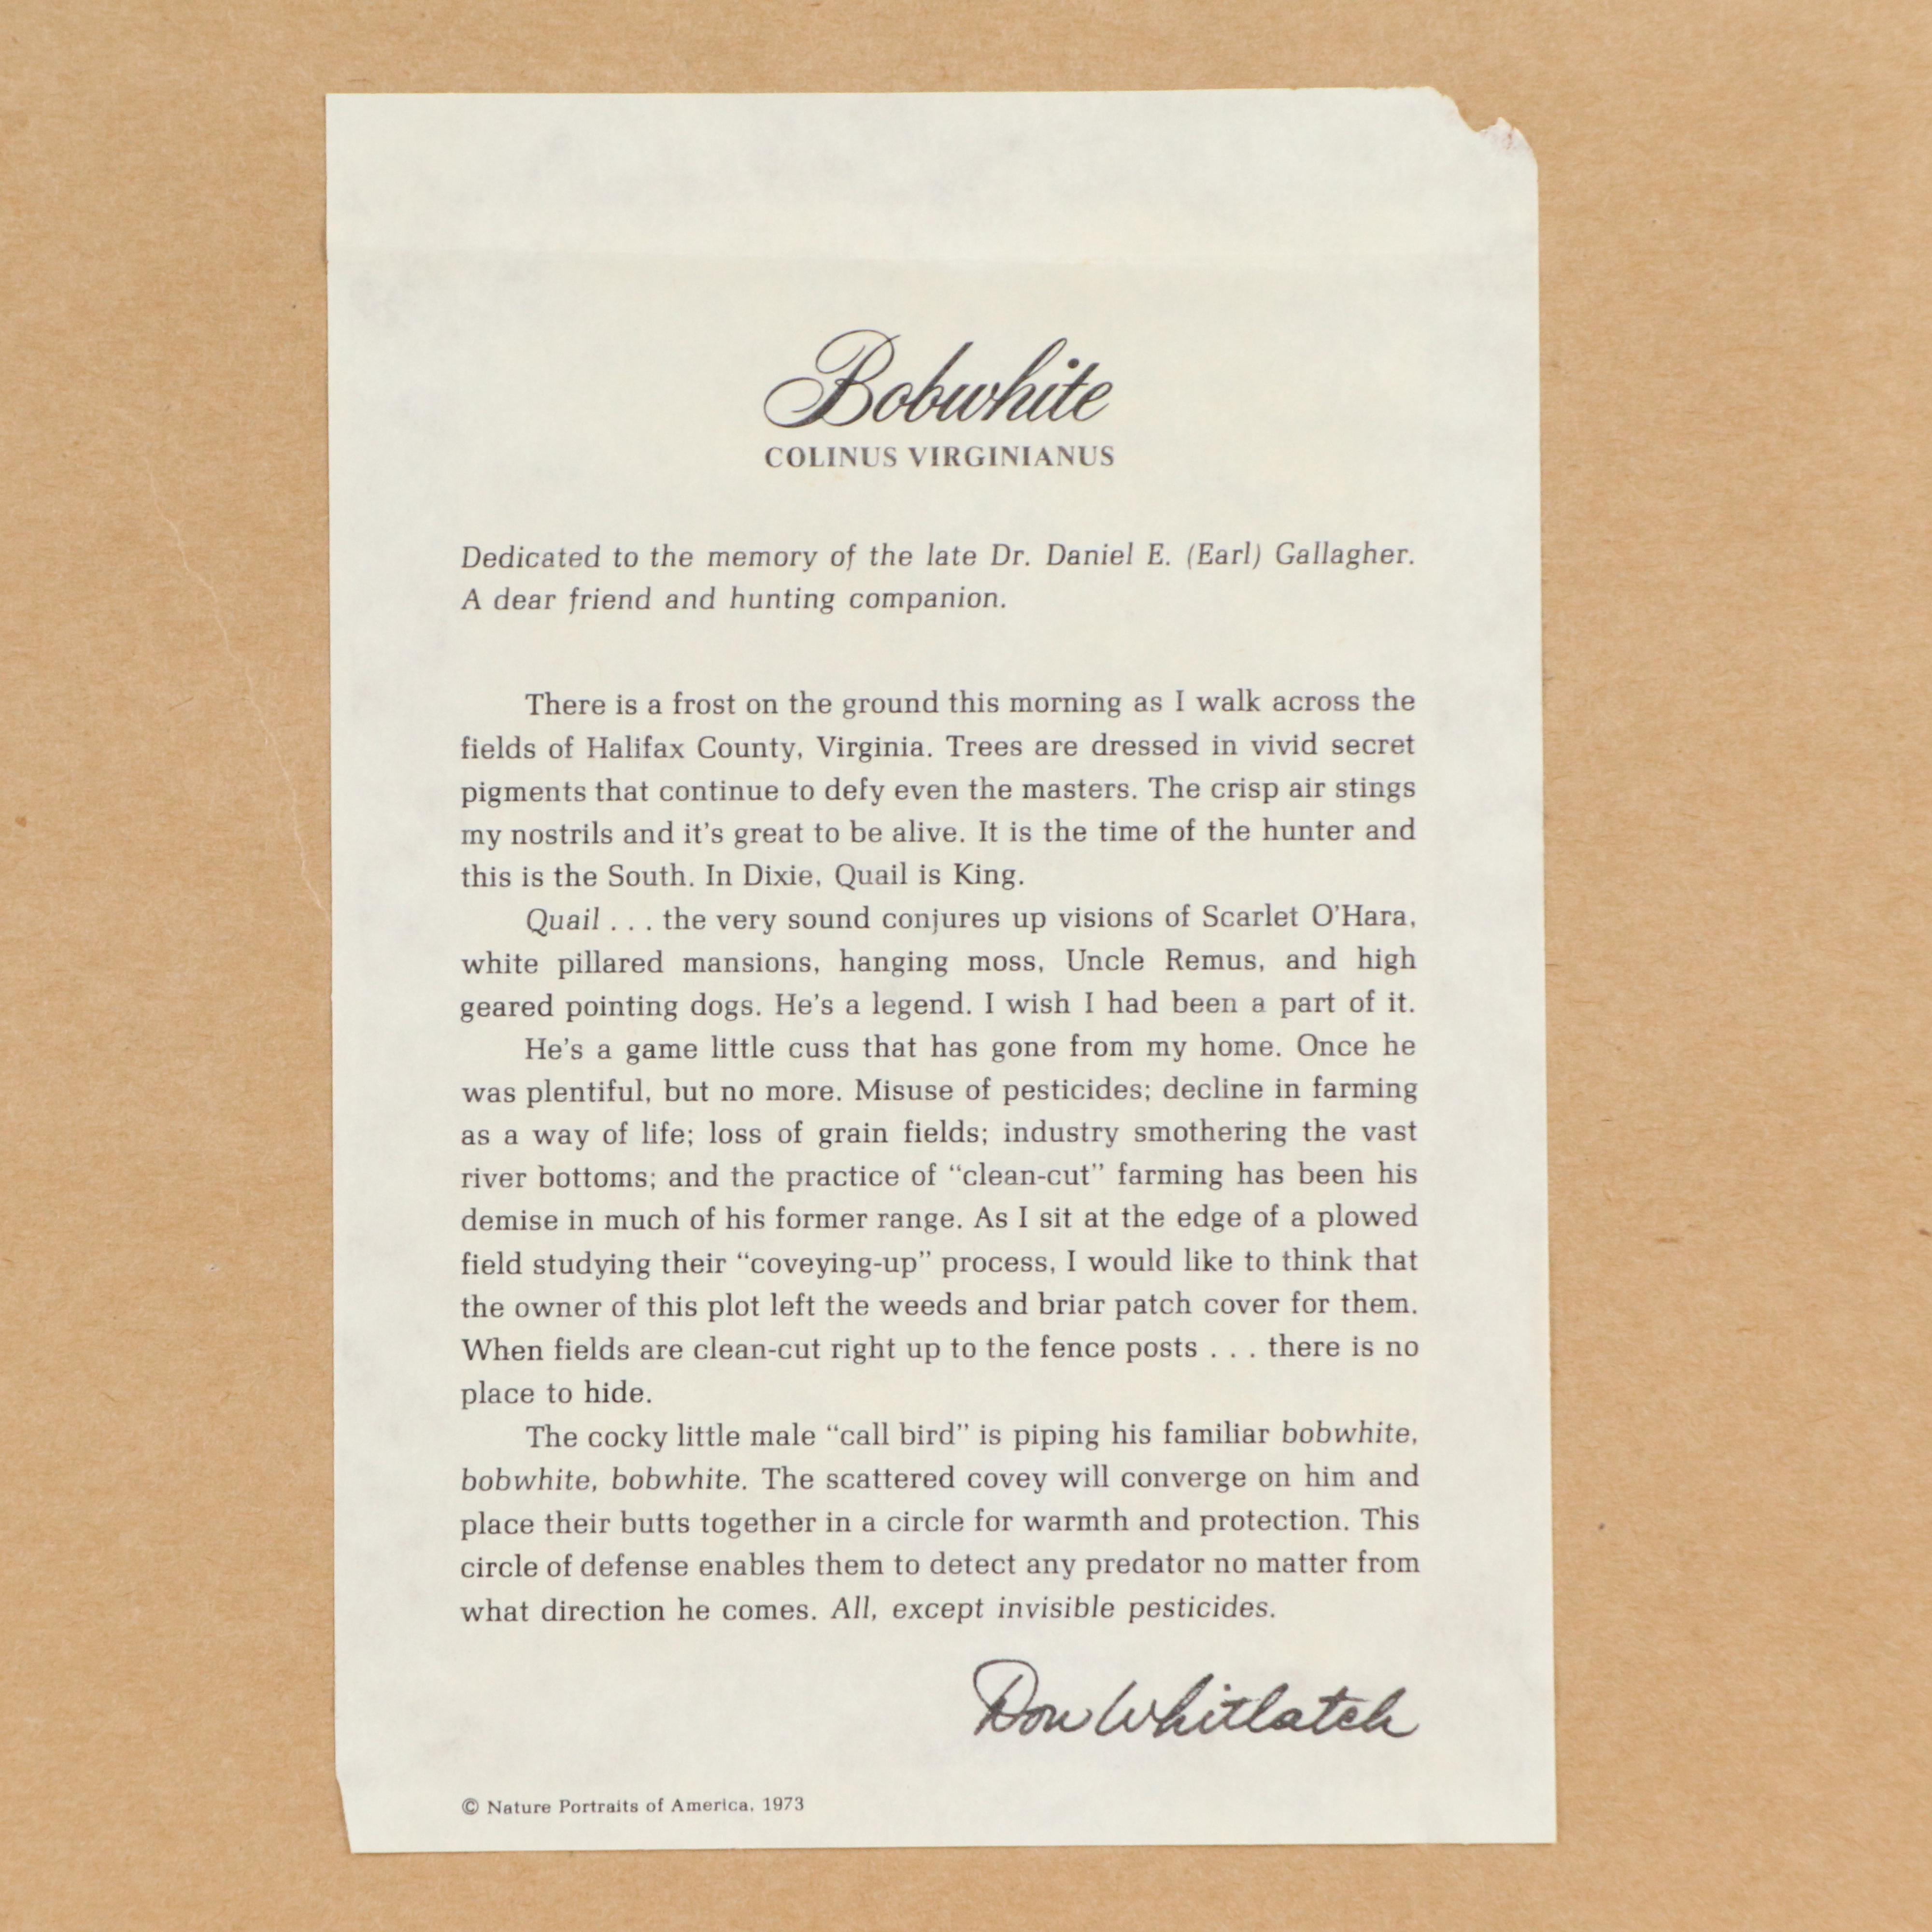 Bobwhite
COLINUS VIRGINIANUS
Dedicated to the memory of the late Dr. Daniel E. (Earl) Gallagher.
A dear friend and hunting companion.
There is a frost on the ground this morning as I walk across the
fields of Halifax County, Virginia. Trees are dressed in vivid secret
pigments that continue to defy even the masters. The crisp air stings
my nostrils and it's great to be alive. It is the time of the hunter and
this is the South. In Dixie, Quail is King.
Quail . . . the very sound conjures up visions of Scarlet O'Hara,
white pillared mansions, hanging moss, Uncle Remus, and high
geared pointing dogs. He's a legend. I wish I had been a part of it.
He's a game little cuss that has gone from my home. Once he
was plentiful, but no more. Misuse of pesticides; decline in farming
as a way of life; loss of grain fields; industry smothering the vast
river bottoms; and the practice of “clean-cut” farming has been his
demise in much of his former range. As I sit at the edge of a plowed
field studying their “coveying-up” process, I would like to think that
the owner of this plot left the weeds and briar patch cover for them.
When fields are clean-cut right up to the fence posts . . . there is no
place to hide.
The cocky little male “call bird” is piping his familiar bobwhite,
bobwhite, bobwhite. The scattered covey will converge on him and
place their butts together in a circle for warmth and protection. This
circle of defense enables them to detect any predator no matter from
what direction he comes. All, except invisible pesticides.
Don Whitlatch
© Nature Portraits of America, 1973